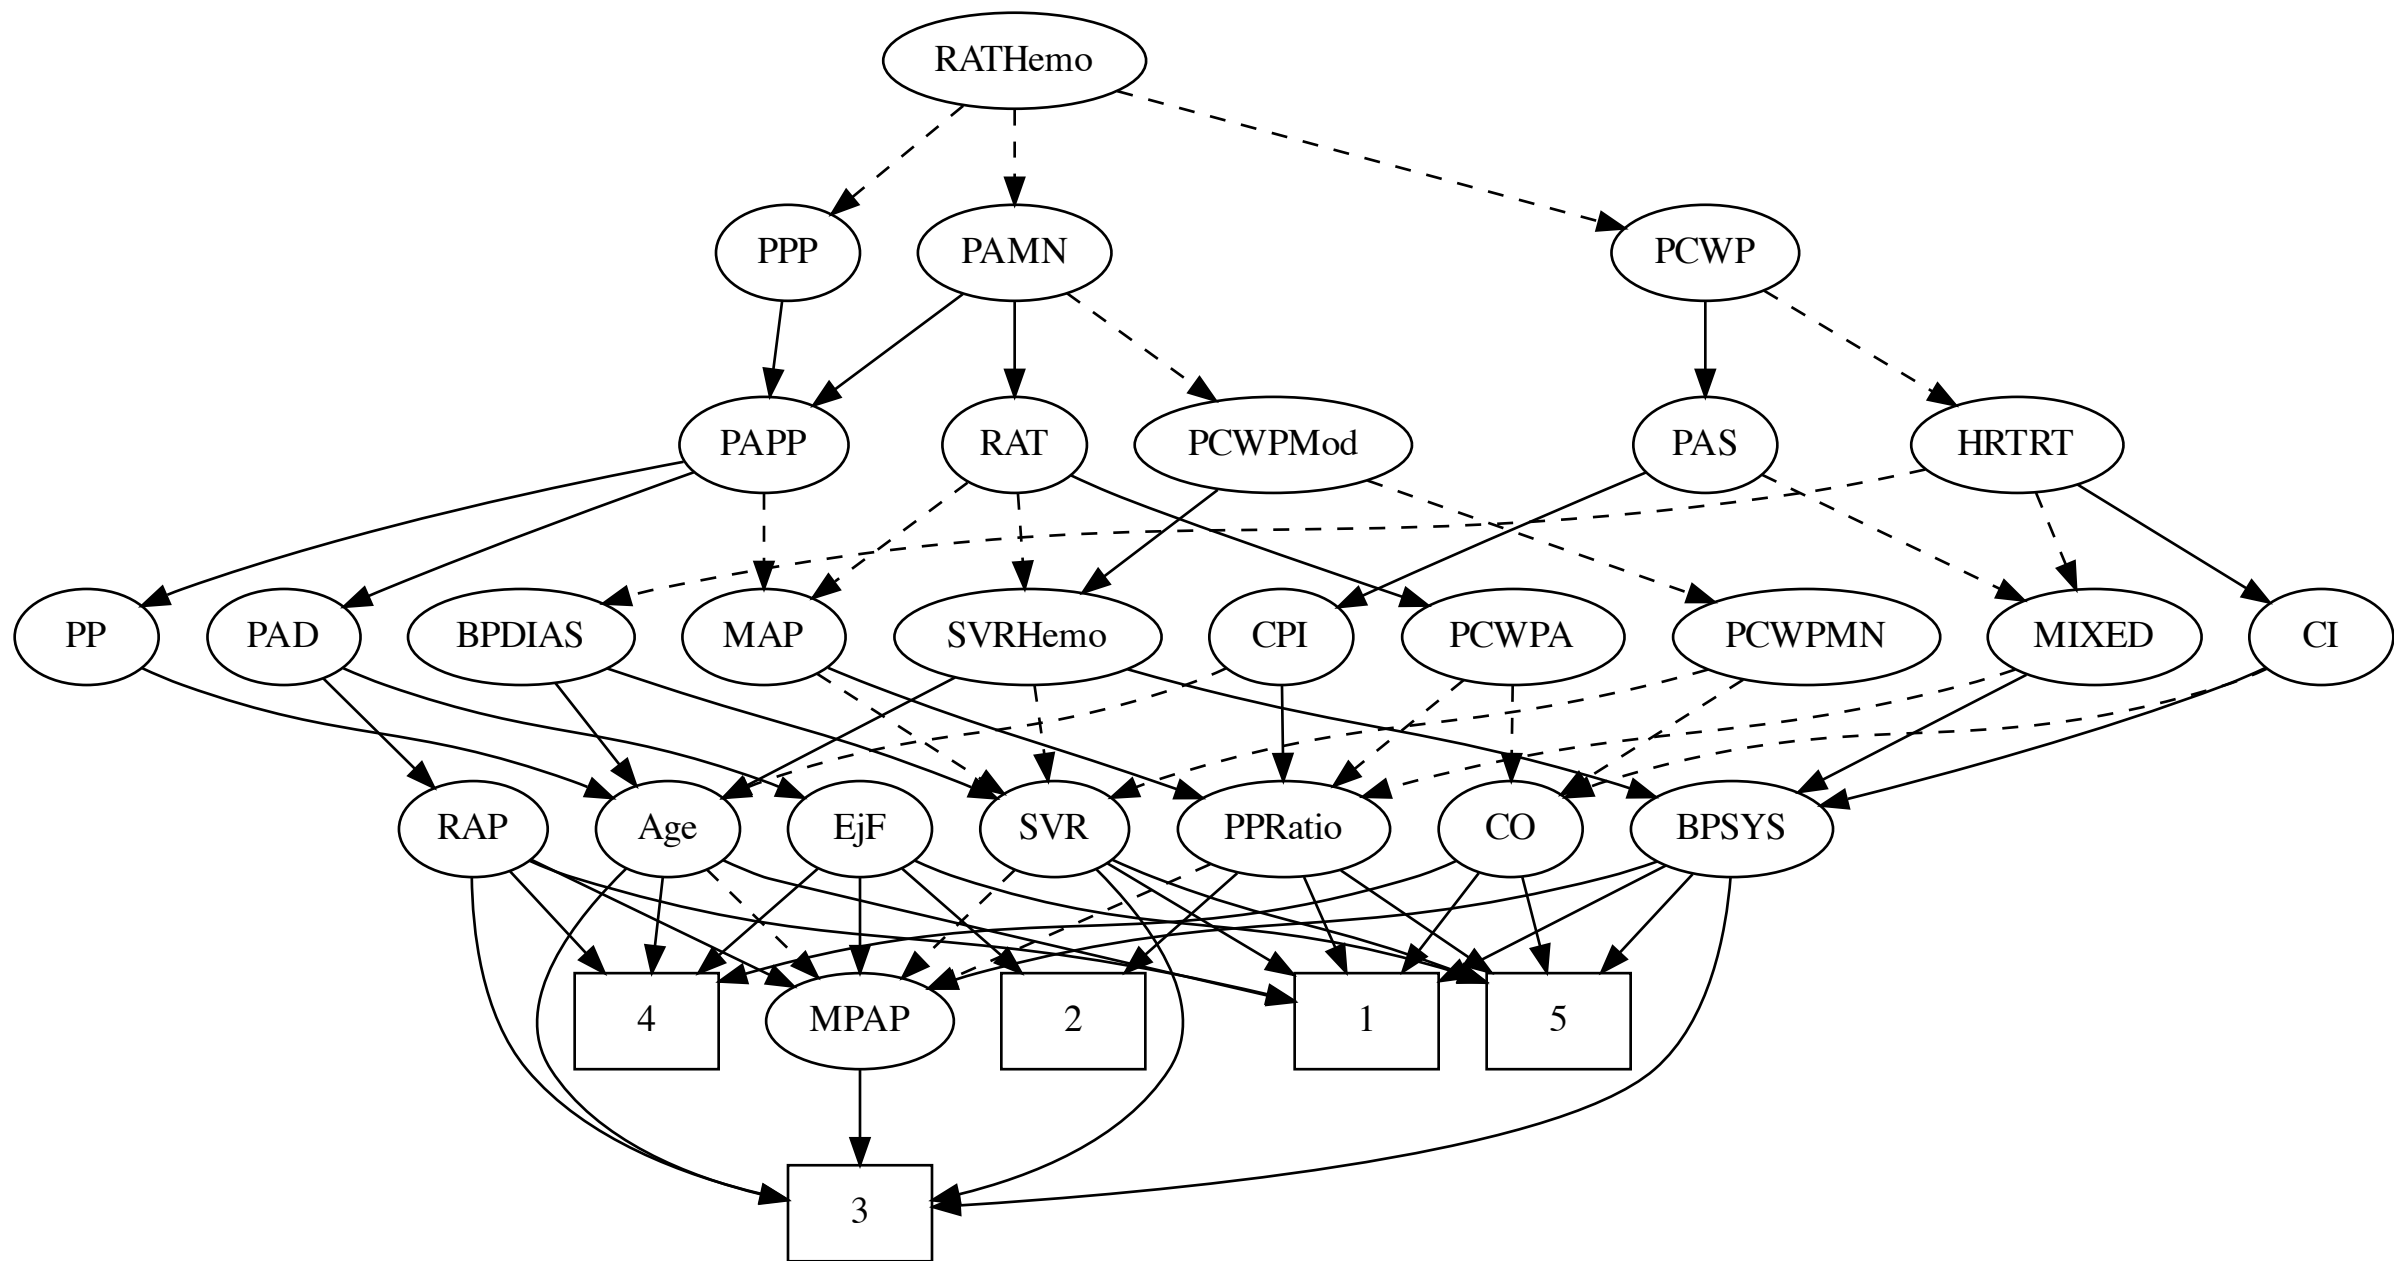 RATHemo
PPP
PAMN
PCWP
PAPP
RAT
PCWPMod
PAS
HRTRT
PP
PAD
BPDIAS
MAP
SVRHemo
CPI
PCWPA
PCWPMN
MIXED
CI
RAP
Age
EjF
SVR
PPRatio
CO
BPSYS
4
MPAP
2
1
5
3